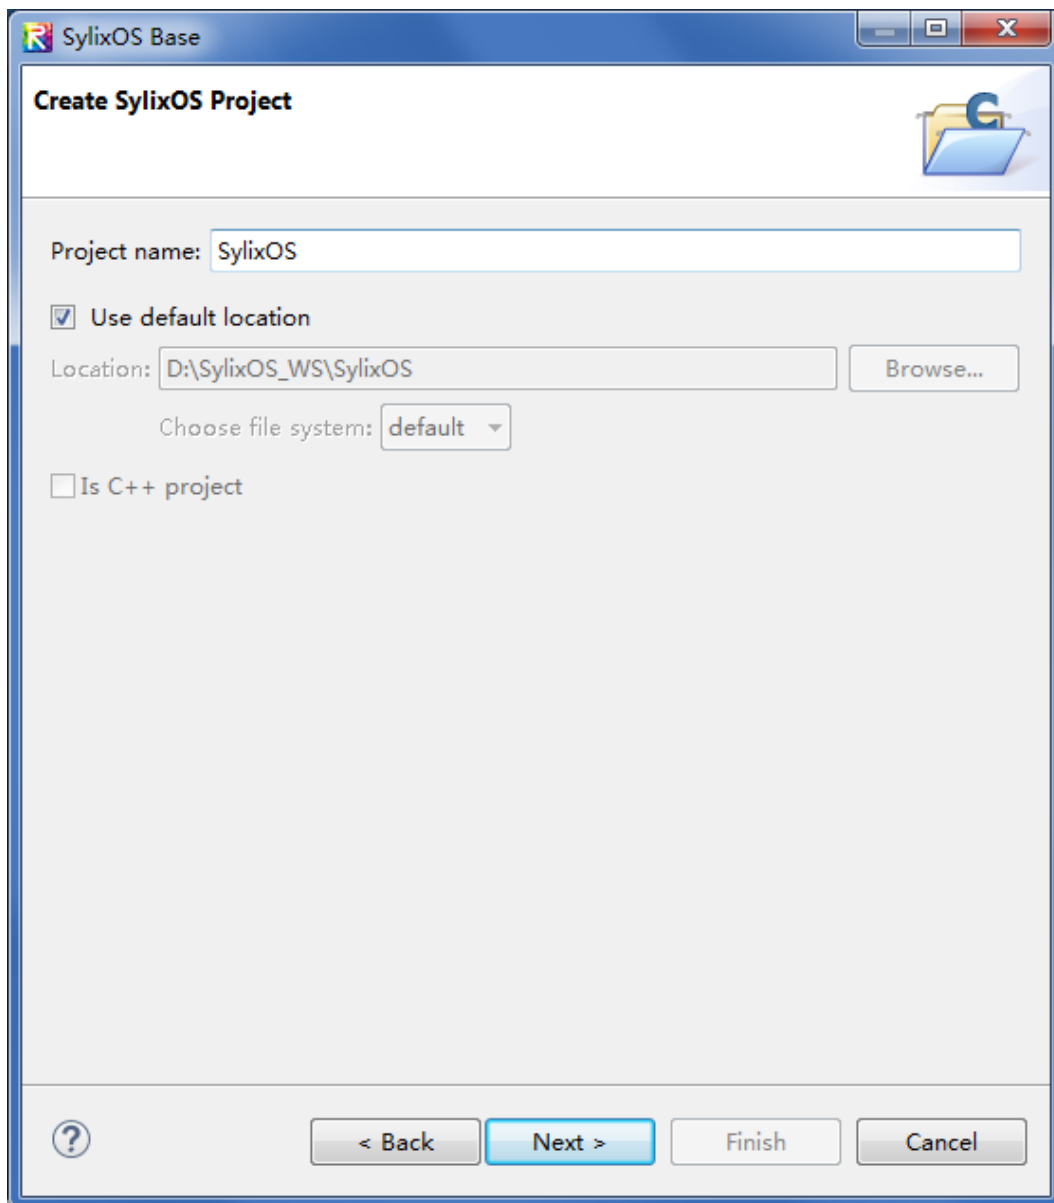 SylixOS Base
Create SylixOS Project
Project name: SylixOS
Use default location
Location: D:\SylixOS_WS\SylixOS Browse...
Choose file system: default
Is C++ project
? < Back Next > Finish Cancel